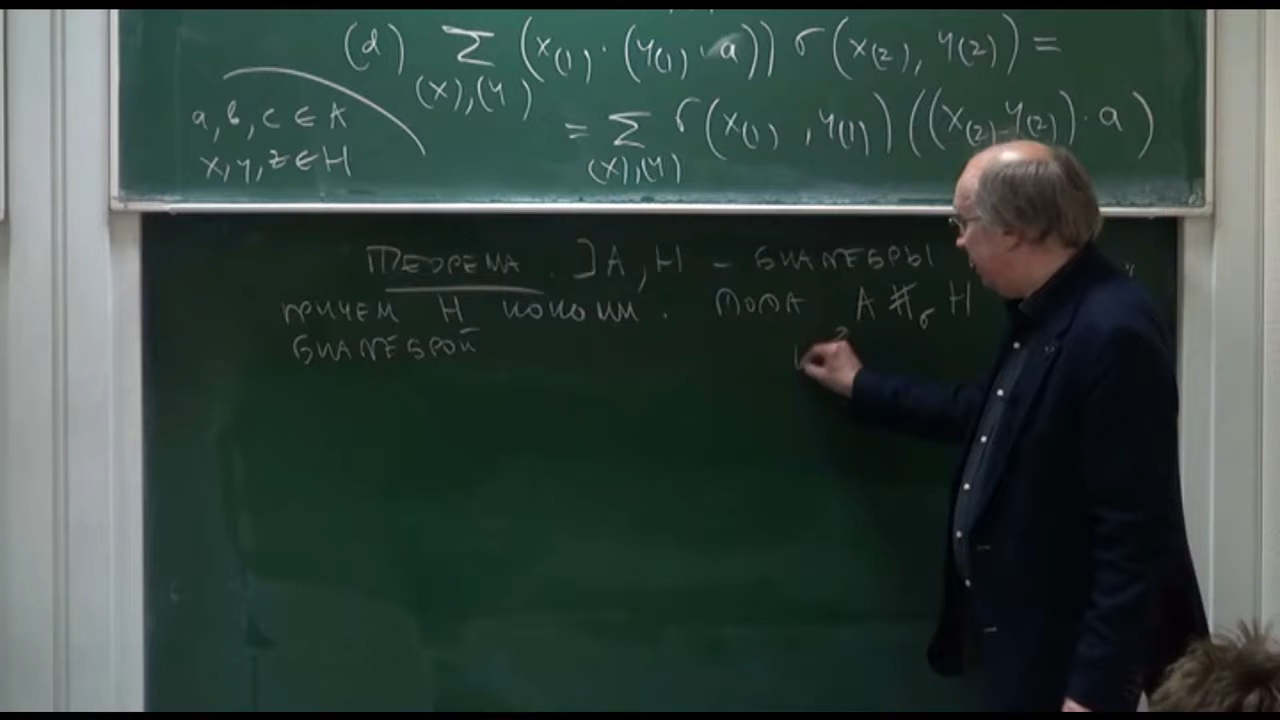 (d) ∑ (x(1) · (y(1) · a)) σ (x(2), y(2)) =
(x),(y)
a, b, c ∈ A
= ∑ σ (x(1), y(1)) ((x(2) y(2)) · a)
x, y, z ∈ H
(x),(y)
ТЕОРЕМА. ]A, H – БИАЛГЕБРЫ
ПРИЧЕМ H КОКОММ. ТОГДА A #σ H
БИАЛГЕБРОЙ